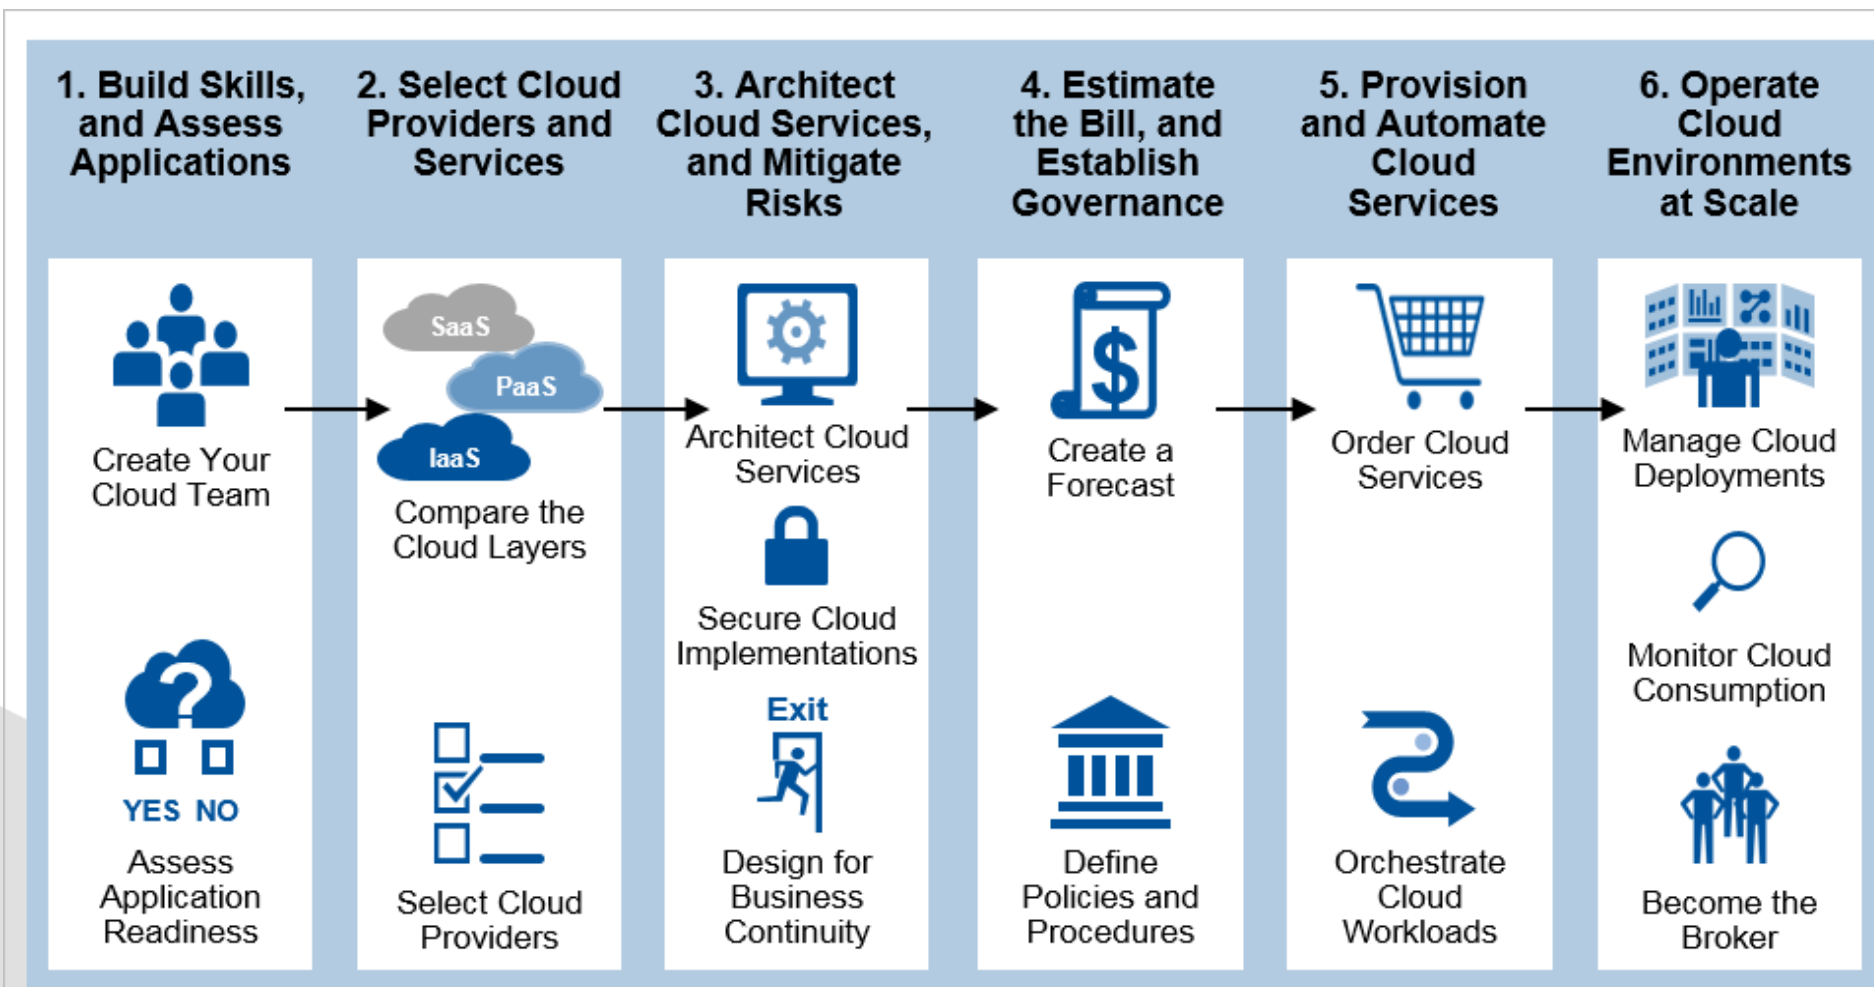 1. Build Skills,
and Assess
Applications
2. Select Cloud
Providers and
Services
3. Architect
Cloud Services,
and Mitigate
Risks
4. Estimate
the Bill, and
Establish
Governance
5. Provision
and Automate
Cloud
Services
6. Operate
Cloud
Environments
at Scale
Create Your
Cloud Team
YES NO
Assess
Application
Readiness
SaaS
PaaS
IaaS
Compare the
Cloud Layers
Select Cloud
Providers
Architect Cloud
Services
Secure Cloud
Implementations
Exit
Design for
Business
Continuity
$
Create a
Forecast
Define
Policies and
Procedures
Order Cloud
Services
Orchestrate
Cloud
Workloads
Manage Cloud
Deployments
Monitor Cloud
Consumption
Become the
Broker